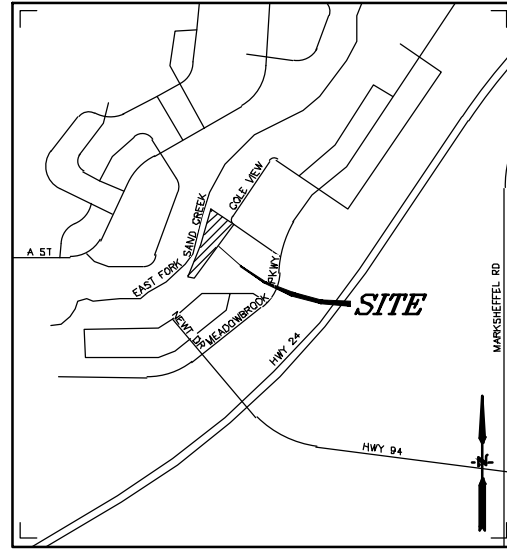 COLE VIEW
SAND CREEK
EAST FORK
A ST
PKWY
SITE
MEADOWBROOK
NEWT DR
HWY 24
MARKSHEFFEL RD
HWY 94
N